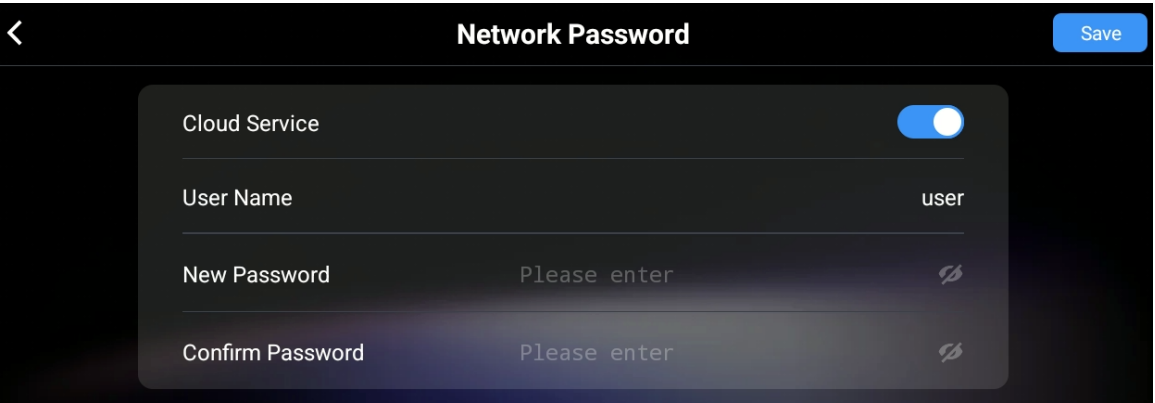 Network Password
Save
Cloud Service
User Name user
New Password Please enter
Confirm Password Please enter